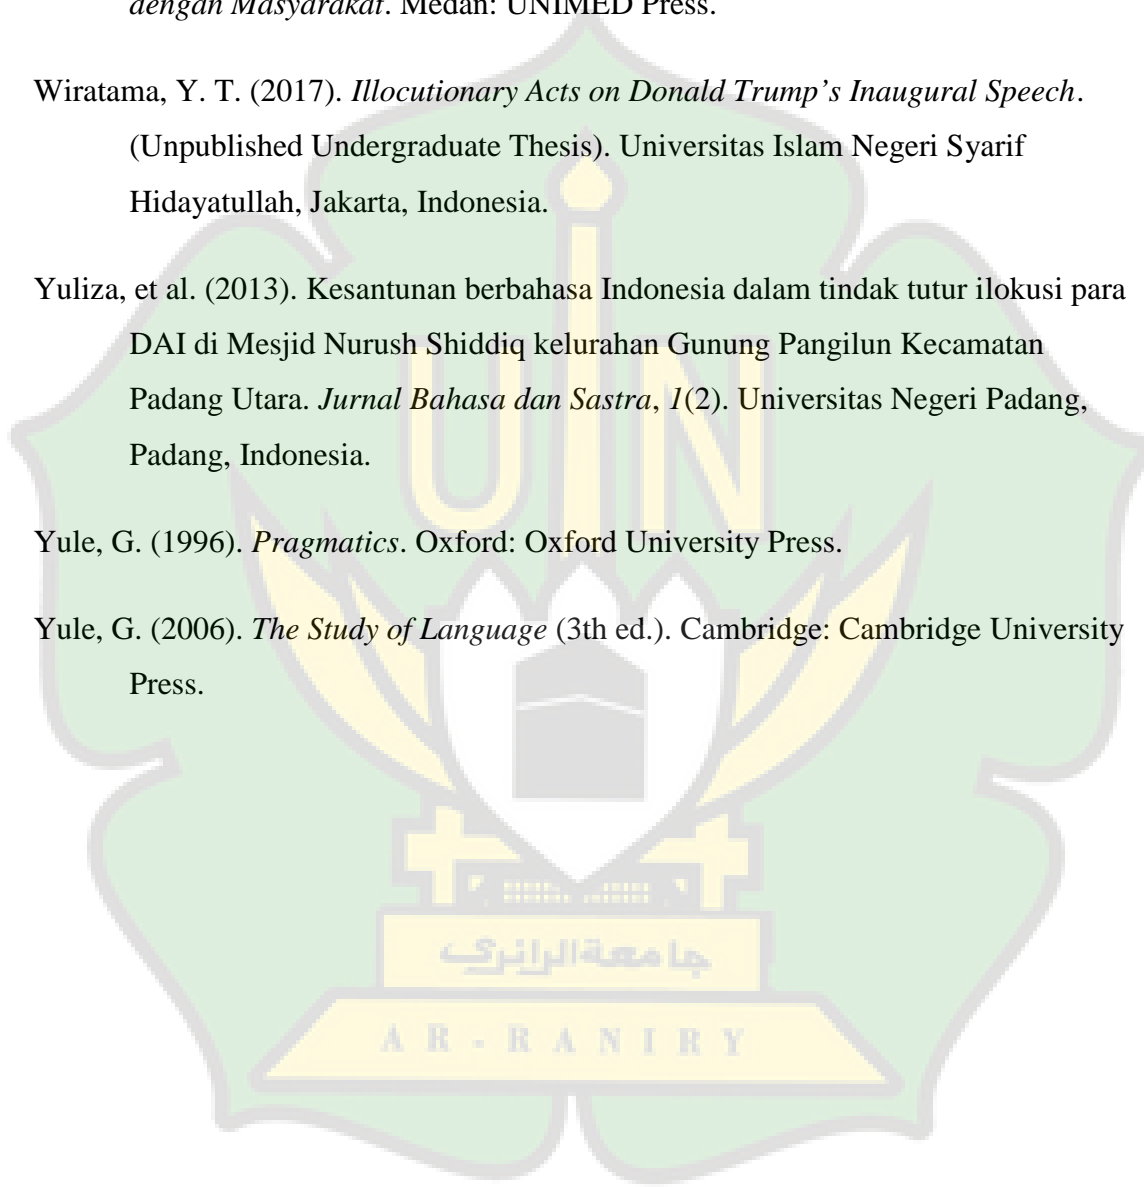 dengan Masyarakat. Medan: UNIMED Press.
Wiratama, Y. T. (2017). Illocutionary Acts on Donald Trump’s Inaugural Speech.
(Unpublished Undergraduate Thesis). Universitas Islam Negeri Syarif
Hidayatullah, Jakarta, Indonesia.
Yuliza, et al. (2013). Kesantunan berbahasa Indonesia dalam tindak tutur ilokusi para
DAI di Mesjid Nurush Shiddiq kelurahan Gunung Pangilun Kecamatan
Padang Utara. Jurnal Bahasa dan Sastra, 1(2). Universitas Negeri Padang,
Padang, Indonesia.
Yule, G. (1996). Pragmatics. Oxford: Oxford University Press.
Yule, G. (2006). The Study of Language (3th ed.). Cambridge: Cambridge University
Press.
UIN
جامعة الرانري
AR-RANIRY